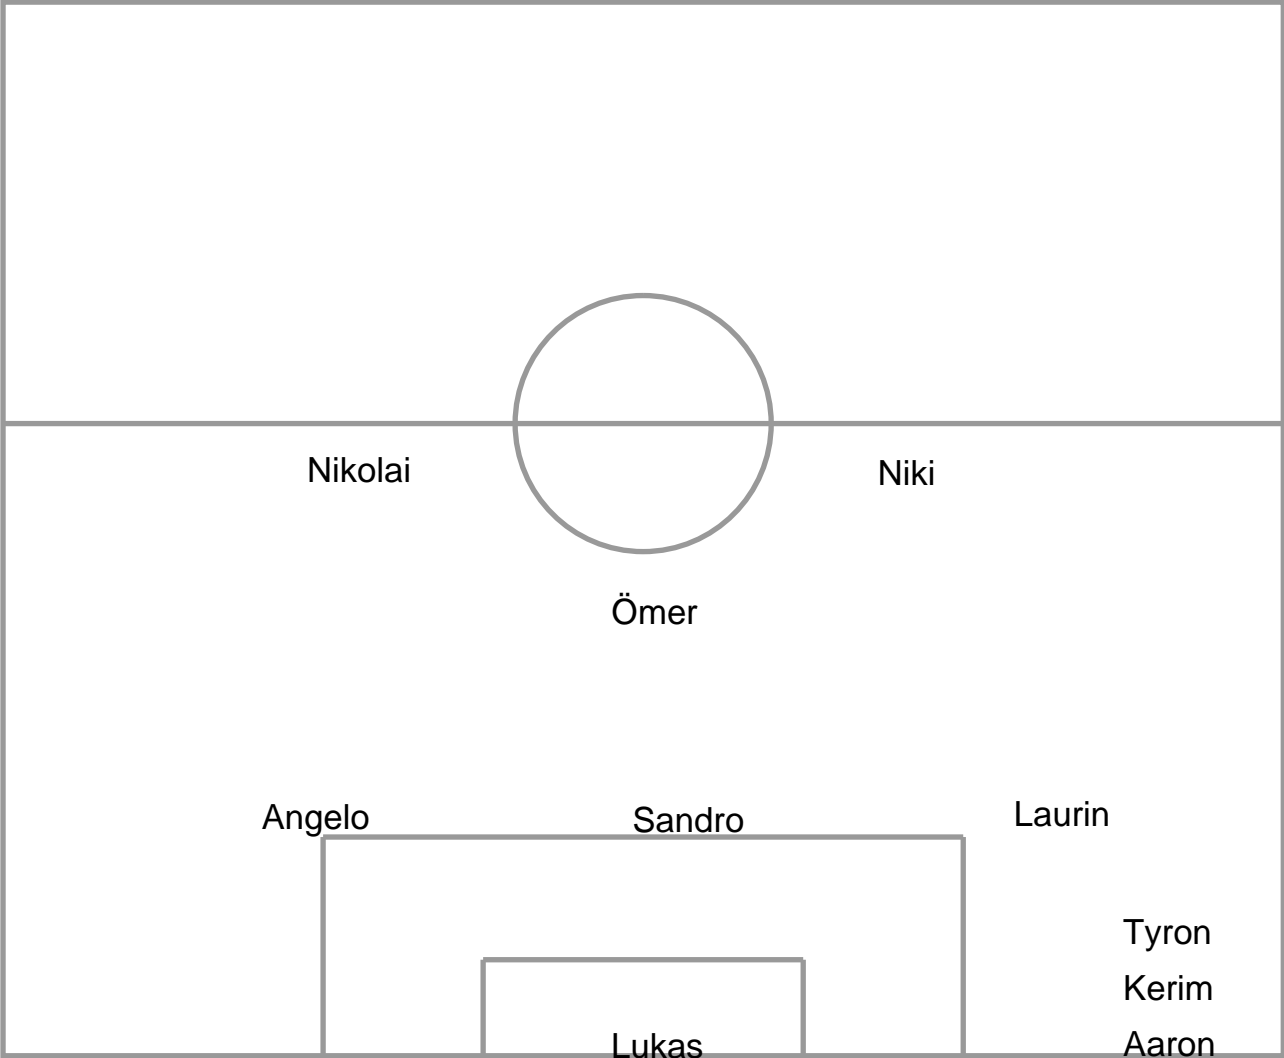 Nikolai
Niki
Ömer
Angelo
Sandro
Laurin
Tyron
Kerim
Lukas
Aaron